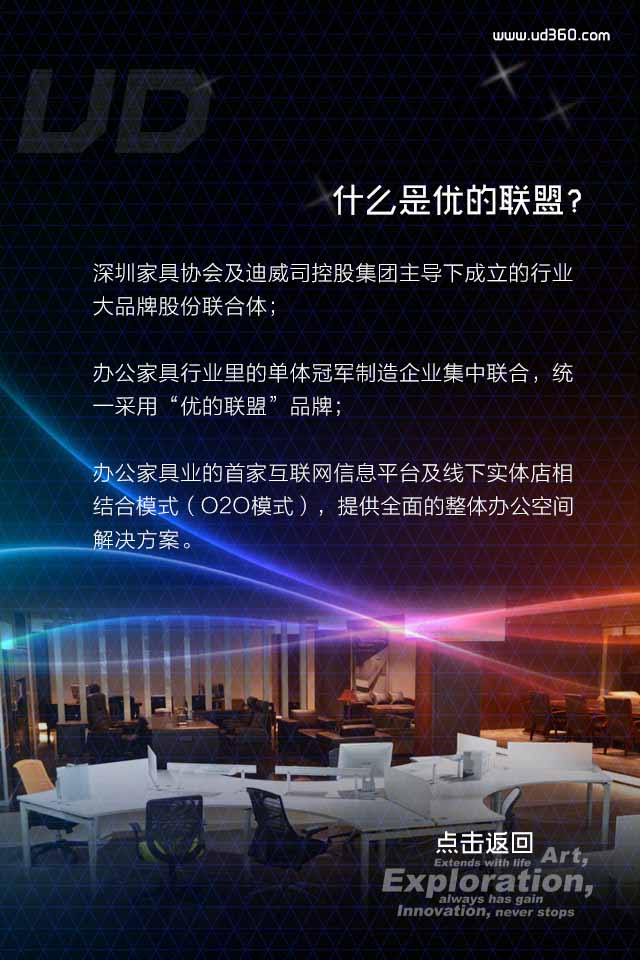 www.ud360.com
UD
什么是优的联盟?
深圳家具协会及迪威司控股集团主导下成立的行业
大品牌股份联合体；
办公家具行业里的单体冠军制造企业集中联合，统
一采用“优的联盟”品牌；
办公家具业的首家互联网信息平台及线下实体店相
结合模式（O2O模式），提供全面的整体办公空间
解决方案。
点击返回
Extends with life Art,
Exploration,
always has gain
Innovation, never stops